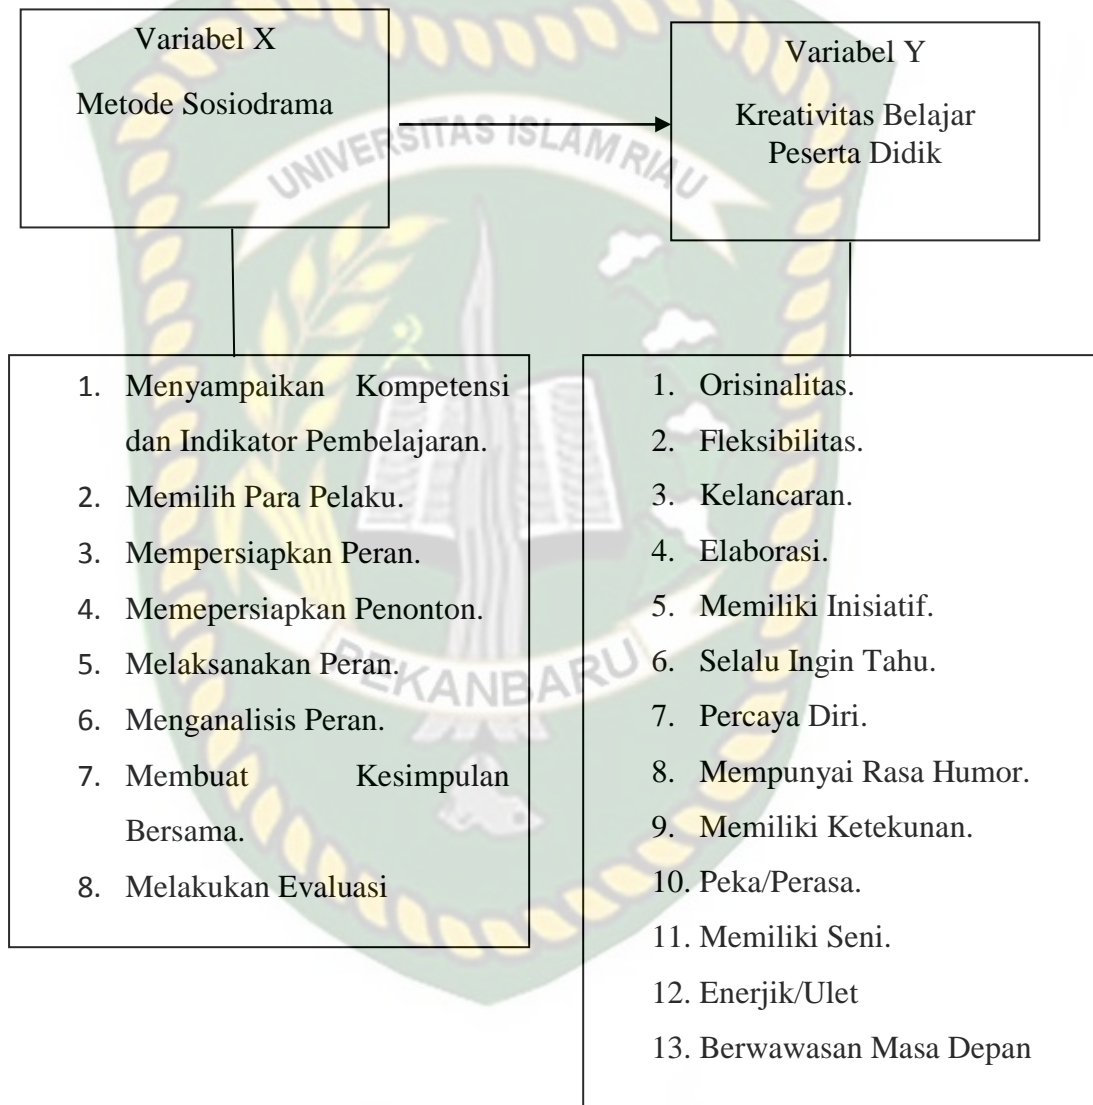 Variabel X
Metode Sosiodrama
Variabel Y
Kreativitas Belajar
Peserta Didik
UNIVERSITAS ISLAM RIAU
1. Menyampaikan Kompetensi
dan Indikator Pembelajaran.
2. Memilih Para Pelaku.
3. Mempersiapkan Peran.
4. Memepersiapkan Penonton.
5. Melaksanakan Peran.
6. Menganalisis Peran.
7. Membuat Kesimpulan
Bersama.
8. Melakukan Evaluasi
1. Orisinalitas.
2. Fleksibilitas.
3. Kelancaran.
4. Elaborasi.
5. Memiliki Inisiatif.
6. Selalu Ingin Tahu.
7. Percaya Diri.
8. Mempunyai Rasa Humor.
9. Memiliki Ketekunan.
10. Peka/Perasa.
11. Memiliki Seni.
12. Enerjik/Ulet
13. Berwawasan Masa Depan
PEKANBARU